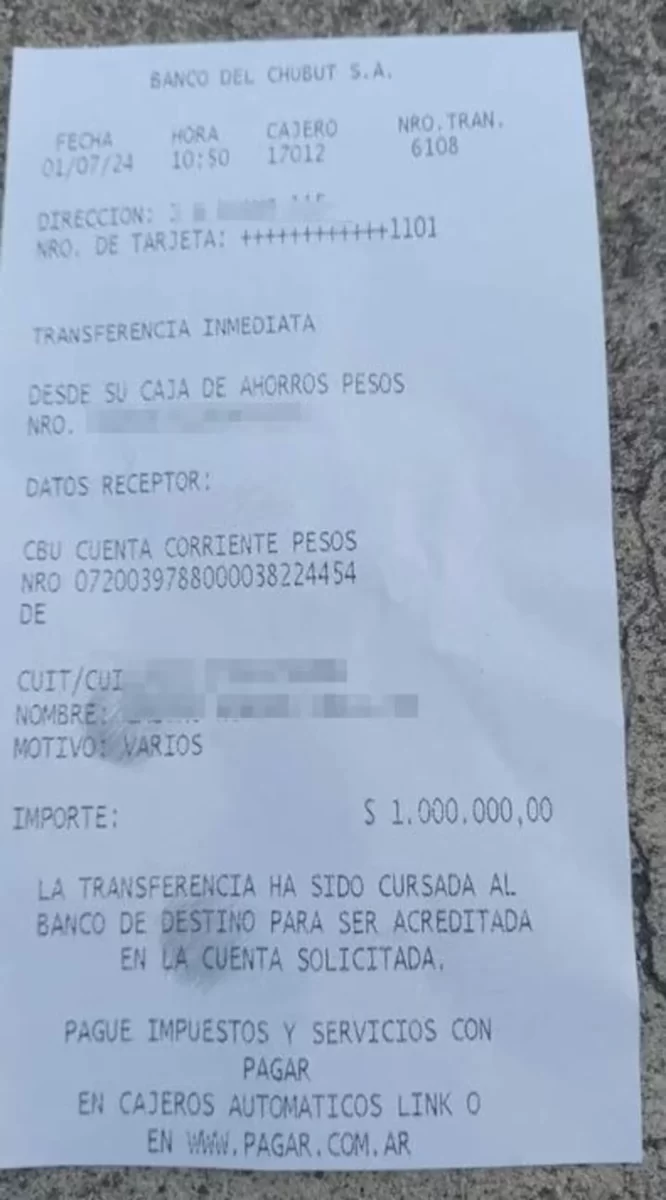 BANCO DEL CHUBUT S.A.
FECHA HORA CAJERO NRO.TRAN.
01/07/24 10:50 17012 6108
DIRECCION:
NRO. DE TARJETA: ++++++++++++1101
TRANSFERENCIA INMEDIATA
DESDE SU CAJA DE AHORROS PESOS
NRO.
DATOS RECEPTOR:
CBU CUENTA CORRIENTE PESOS
NRO 0720039788000038224454
DE
CUIT/CUI
NOMBRE:
MOTIVO: VARIOS
IMPORTE: $ 1.000.000,00
LA TRANSFERENCIA HA SIDO CURSADA AL
BANCO DE DESTINO PARA SER ACREDITADA
EN LA CUENTA SOLICITADA.
PAGUE IMPUESTOS Y SERVICIOS CON
PAGAR
EN CAJEROS AUTOMATICOS LINK O
EN WWW.PAGAR.COM.AR